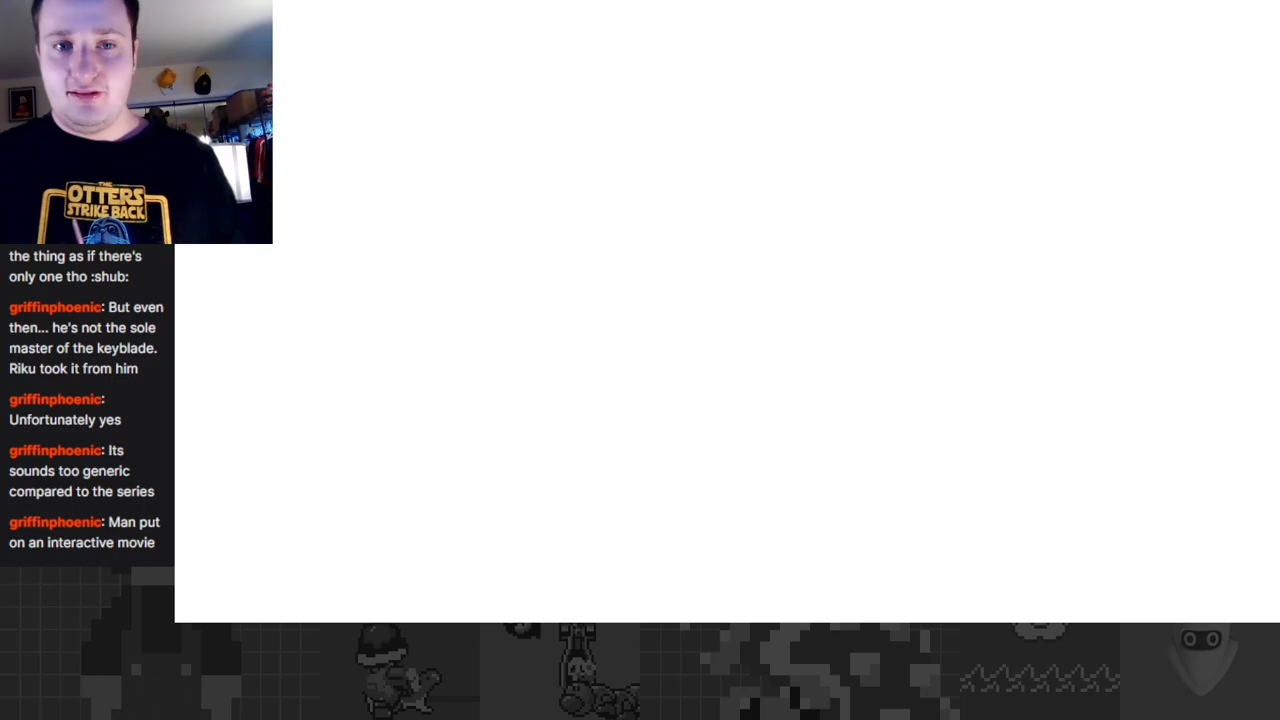 THE
OTTERS
STRIKE BACK
the thing as if there's
only one tho :shub:
griffinphoenic: But even
then... he's not the sole
master of the keyblade.
Riku took it from him
griffinphoenic:
Unfortunately yes
griffinphoenic: Its
sounds too generic
compared to the series
griffinphoenic: Man put
on an interactive movie